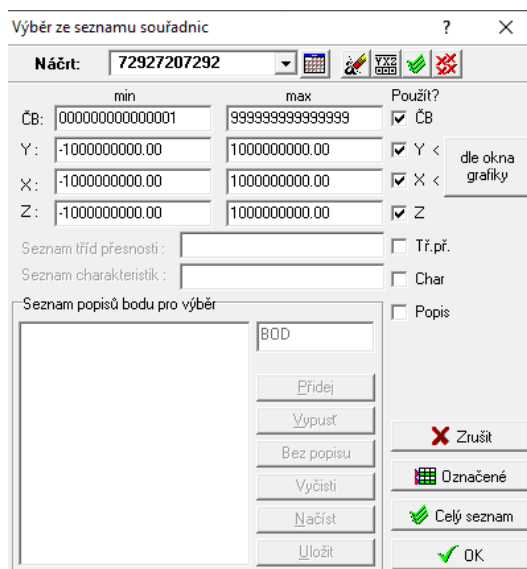 Výběr ze seznamu souřadnic ? ×
Náčrt: 72927207292 YXZ
min max Použít?
ČB: 000000000000001 999999999999999 ČB
Y: -1000000000.00 1000000000.00 Y <
X: -1000000000.00 1000000000.00 X <
dle okna
grafiky
Z: -1000000000.00 1000000000.00 Z
Seznam tříd přesnosti : Tř.př.
Seznam charakteristik : Char
Seznam popisů bodu pro výběr Popis
BOD
Přidej
Vypusť
Bez popisu
Vyčisti
Načíst
Uložit
Zrušit
Označené
Celý seznam
OK